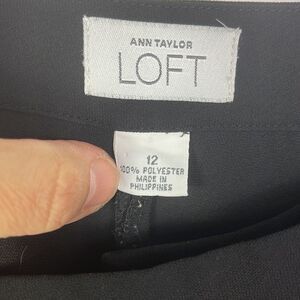 ANN TAYLOR
LOFT
12
100% POLYESTER
MADE IN
PHILIPPINES